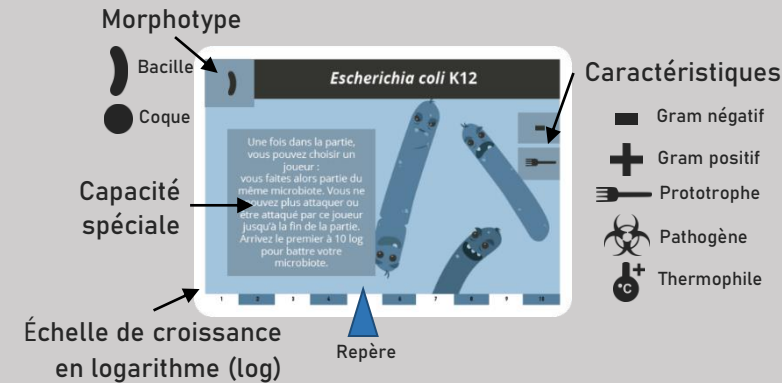 Morphotype
Bacille
Coque
Escherichia coli K12
Caractéristiques
Gram négatif
Gram positif
Prototrophe
Pathogène
°C
Thermophile
Capacité
spéciale
Une fois dans la partie,
vous pouvez choisir un
joueur :
vous faites alors partie du
même microbiote. Vous ne
pouvez plus attaquer ou
être attaqué par ce joueur
jusqu'à la fin de la partie.
Arrivez le premier à 10 log
pour battre votre
microbiote.
1 2 3 4 6 7 8 9 10
Échelle de croissance
en logarithme (log)
Repère